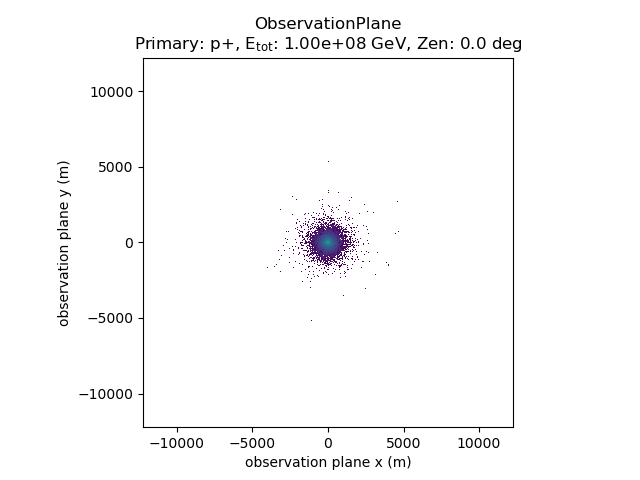 ObservationPlane
Primary: p+, E_tot: 1.00e+08 GeV, Zen: 0.0 deg
observation plane y (m)
10000
5000
0
−5000
−10000
−10000 −5000 0 5000 10000
observation plane x (m)